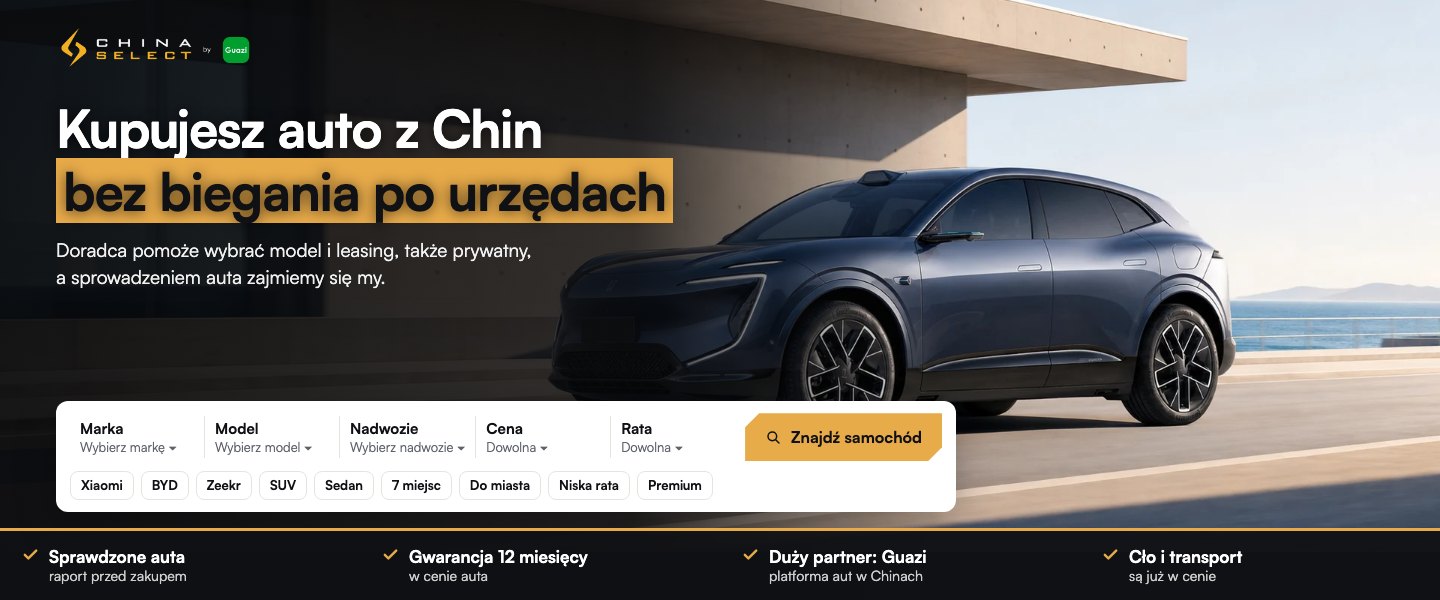 CHINA
SELECT
by
Guazi
Kupujesz auto z Chin
bez biegania po urzędach
Doradca pomoże wybrać model i leasing, także prywatny,
a sprowadzeniem auta zajmiemy się my.
Marka
Wybierz markę
Model
Wybierz model
Nadwozie
Wybierz nadwozie
Cena
Dowolna
Rata
Dowolna
Znajdź samochód
Xiaomi
BYD
Zeekr
SUV
Sedan
7 miejsc
Do miasta
Niska rata
Premium
Sprawdzone auta
raport przed zakupem
Gwarancja 12 miesięcy
w cenie auta
Duży partner: Guazi
platforma aut w Chinach
Cło i transport
są już w cenie